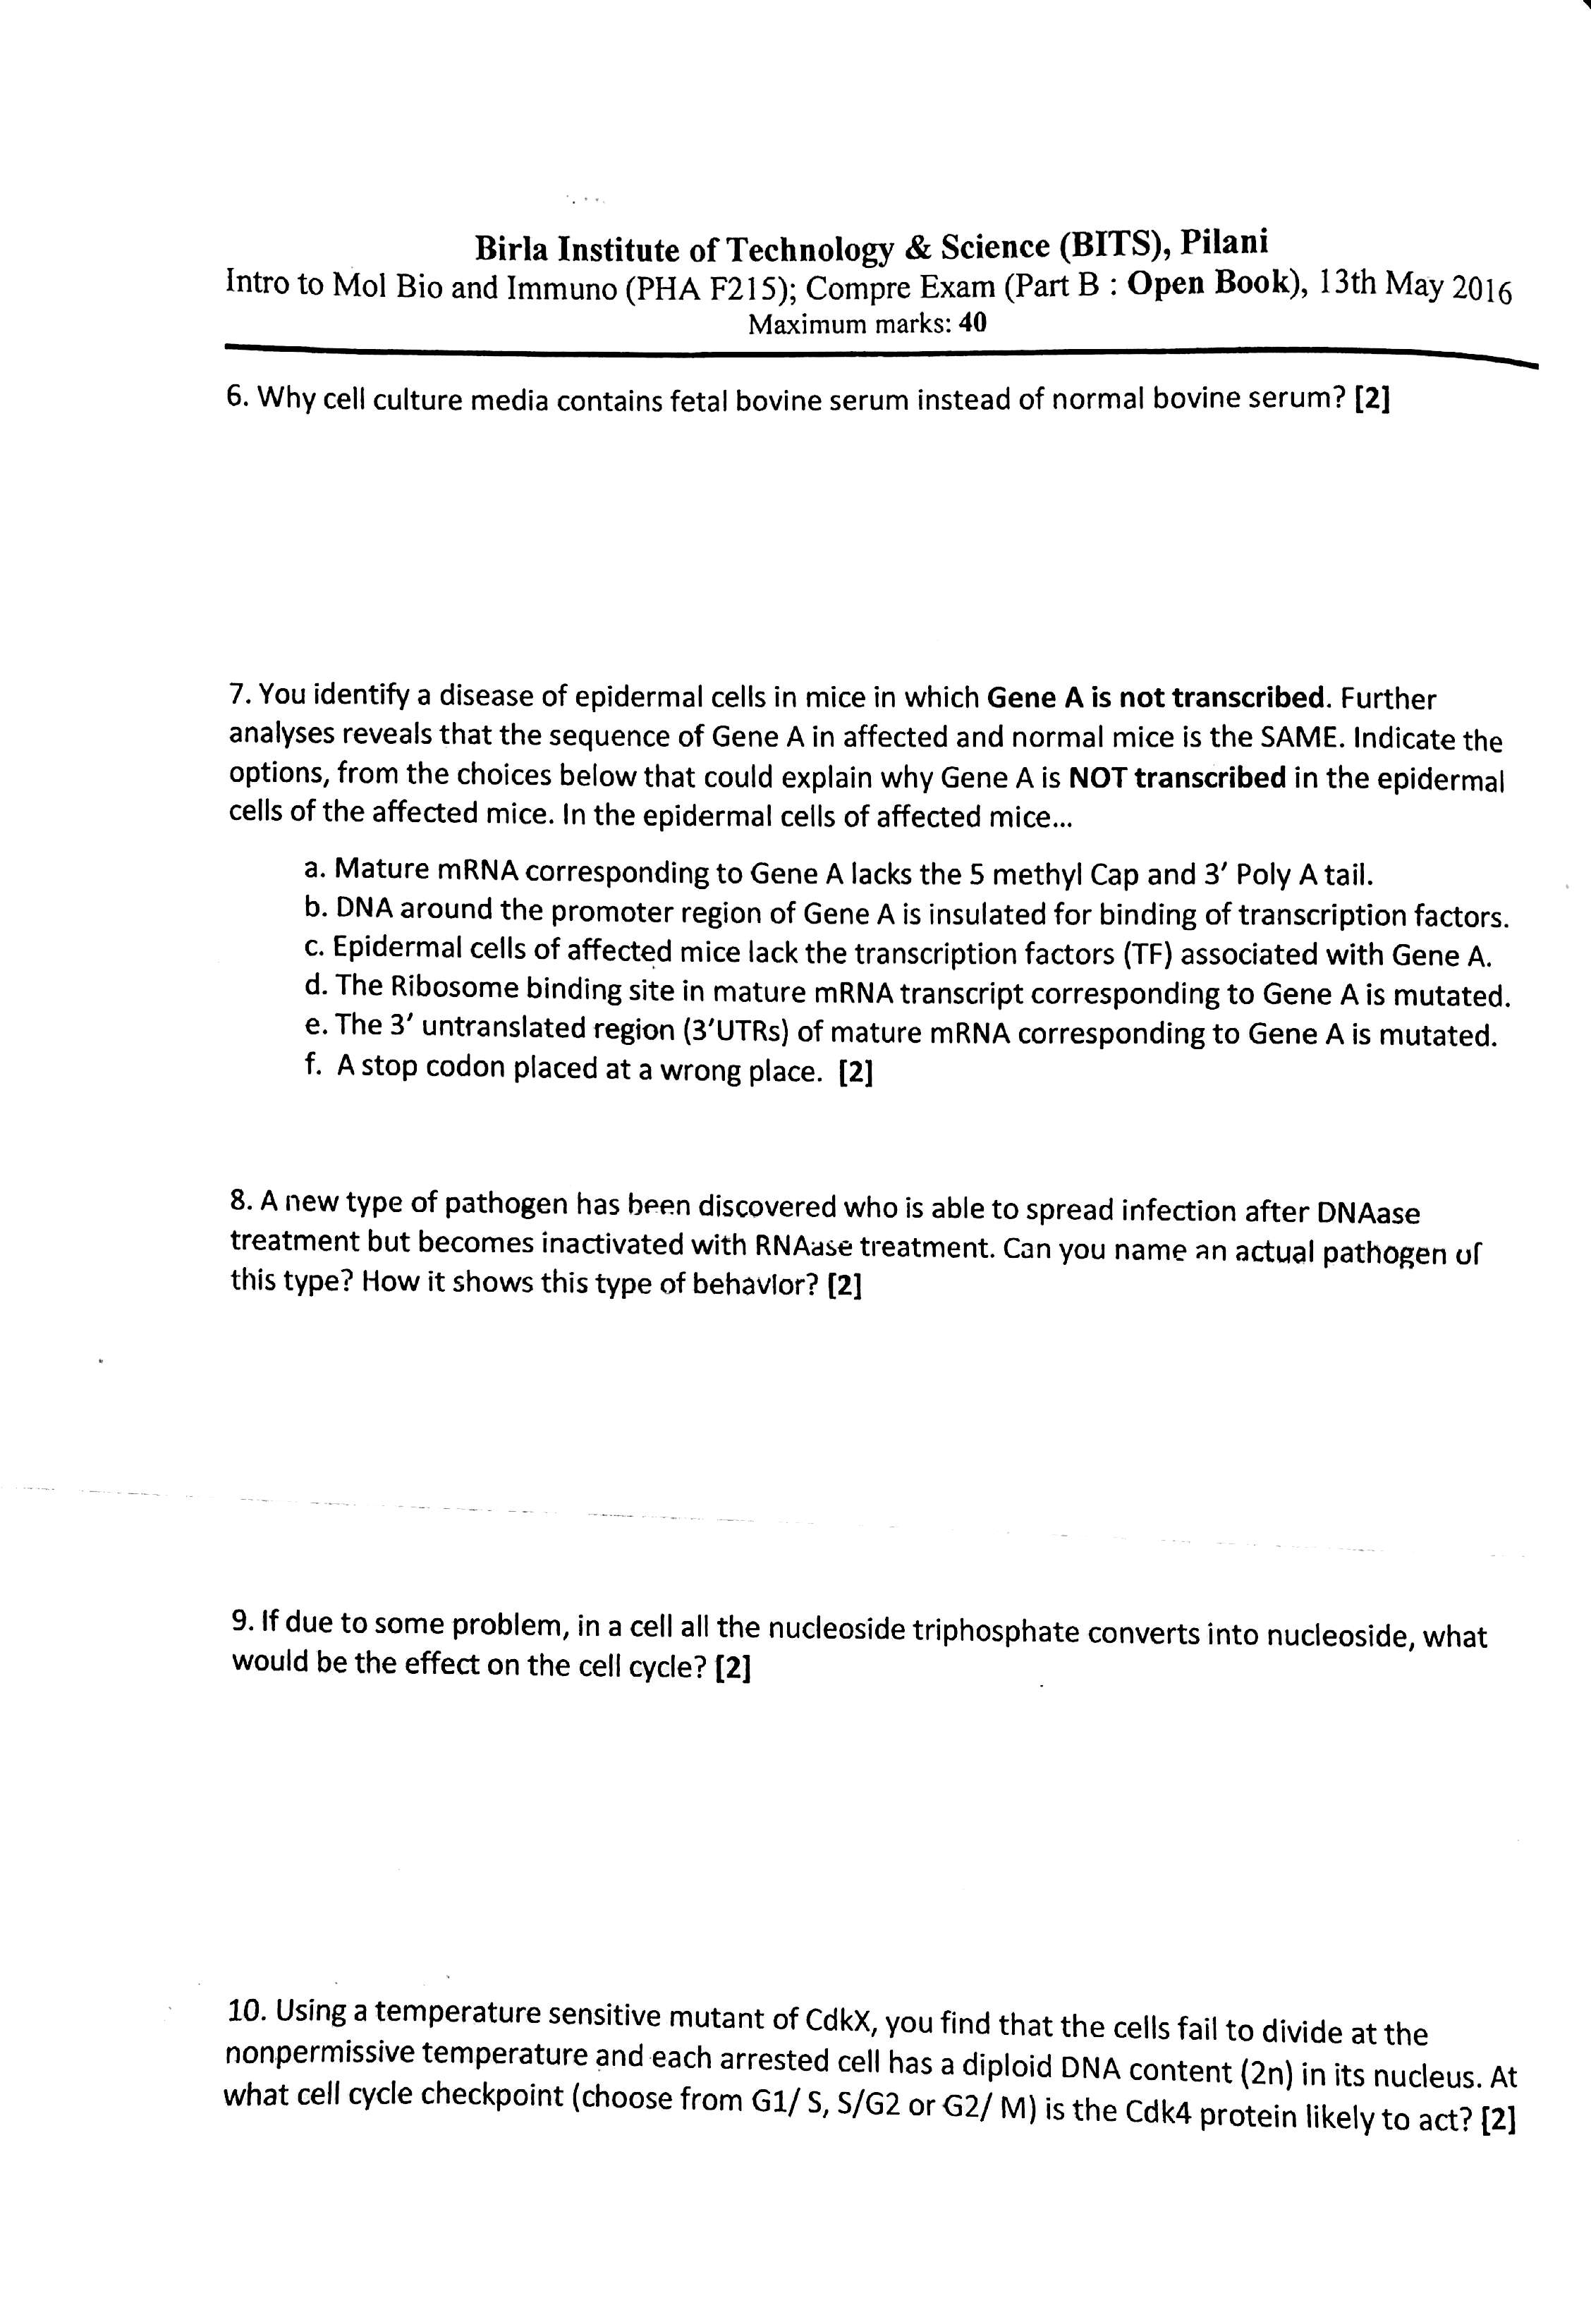 Birla Institute of Technology & Science (BITS), Pilani
Intro to Mol Bio and Immuno (PHA F215); Compre Exam (Part B : Open Book), 13th May 2016
Maximum marks: 40
6. Why cell culture media contains fetal bovine serum instead of normal bovine serum? [2]
7. You identify a disease of epidermal cells in mice in which Gene A is not transcribed. Further
analyses reveals that the sequence of Gene A in affected and normal mice is the SAME. Indicate the
options, from the choices below that could explain why Gene A is NOT transcribed in the epidermal
cells of the affected mice. In the epidermal cells of affected mice...
a. Mature mRNA corresponding to Gene A lacks the 5 methyl Cap and 3′ Poly A tail.
b. DNA around the promoter region of Gene A is insulated for binding of transcription factors.
c. Epidermal cells of affected mice lack the transcription factors (TF) associated with Gene A.
d. The Ribosome binding site in mature mRNA transcript corresponding to Gene A is mutated.
e. The 3′ untranslated region (3′UTRs) of mature mRNA corresponding to Gene A is mutated.
f. A stop codon placed at a wrong place. [2]
8. A new type of pathogen has been discovered who is able to spread infection after DNAase
treatment but becomes inactivated with RNAase treatment. Can you name an actual pathogen of
this type? How it shows this type of behavior? [2]
9. If due to some problem, in a cell all the nucleoside triphosphate converts into nucleoside, what
would be the effect on the cell cycle? [2]
10. Using a temperature sensitive mutant of CdkX, you find that the cells fail to divide at the
nonpermissive temperature and each arrested cell has a diploid DNA content (2n) in its nucleus. At
what cell cycle checkpoint (choose from G1/ S, S/G2 or G2/ M) is the Cdk4 protein likely to act? [2]